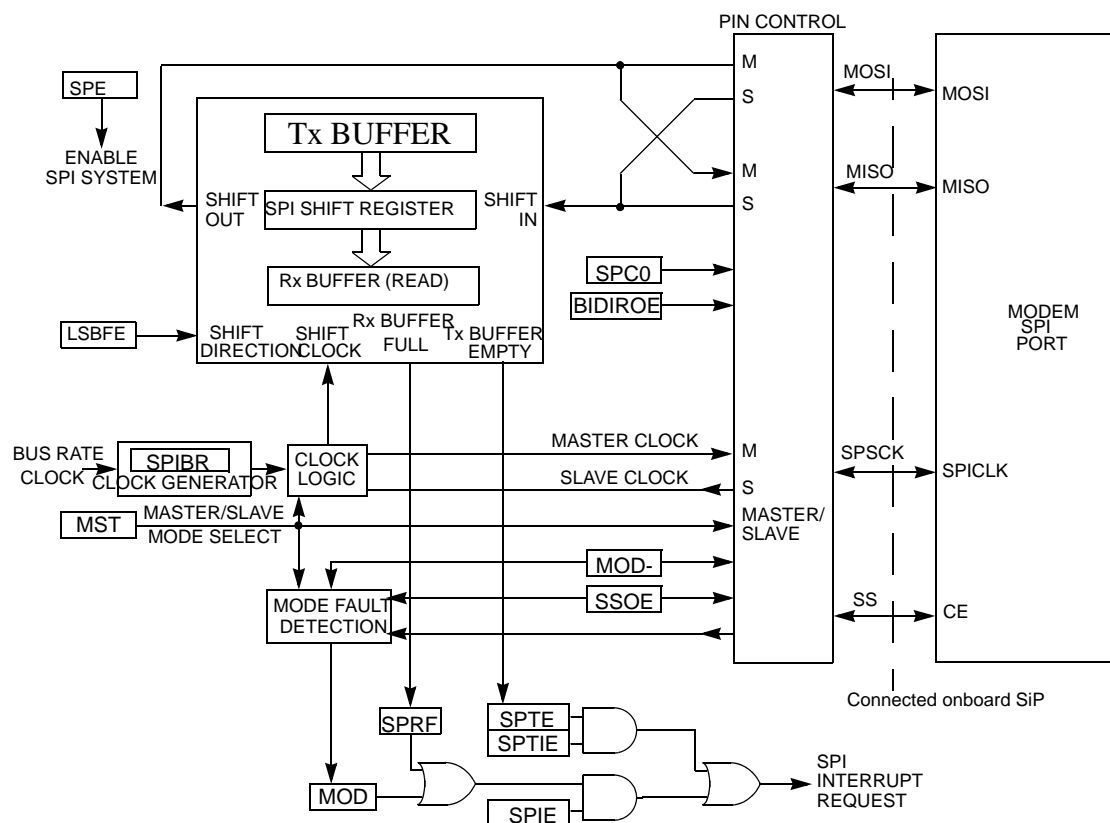 PIN CONTROL
SPE
ENABLE
SPI SYSTEM
Tx BUFFER
SHIFT
OUT
SPI SHIFT REGISTER
SHIFT
IN
Rx BUFFER (READ)
LSBFE
SHIFT
DIRECTION
SHIFT
CLOCK
Rx BUFFER
FULL
Tx BUFFER
EMPTY
M
S
M
S
SPC0
BIDIROE
MOSI
MOSI
MISO
MISO
MODEM
SPI
PORT
BUS RATE
CLOCK
SPIBR
CLOCK GENERATOR
CLOCK
LOGIC
MASTER CLOCK
M
SLAVE CLOCK
S
SPSCK
SPICLK
MST
MASTER/SLAVE
MODE SELECT
MASTER/
SLAVE
MOD-
SSOE
MODE FAULT
DETECTION
SS
CE
Connected onboard SiP
SPRF
SPTE
SPTIE
MOD
SPIE
SPI
INTERRUPT
REQUEST